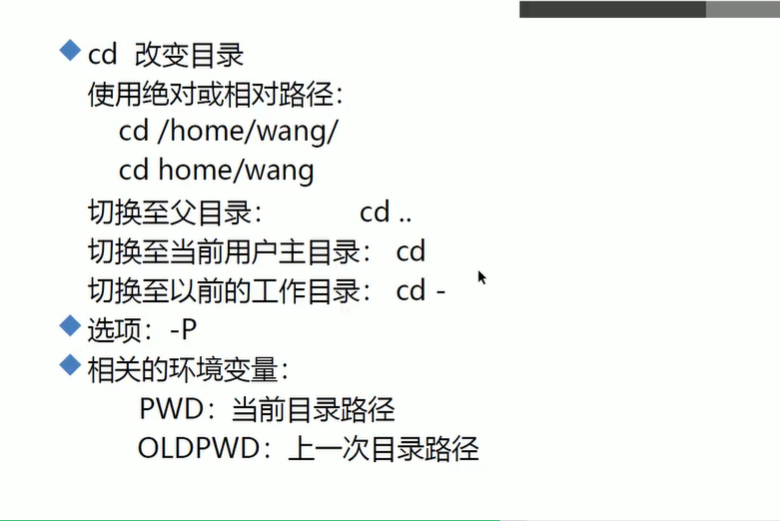 cd 改变目录
使用绝对或相对路径：
cd /home/wang/
cd home/wang
切换至父目录： cd ..
切换至当前用户主目录： cd
切换至以前的工作目录： cd -
选项：-P
相关的环境变量：
PWD：当前目录路径
OLDPWD：上一次目录路径